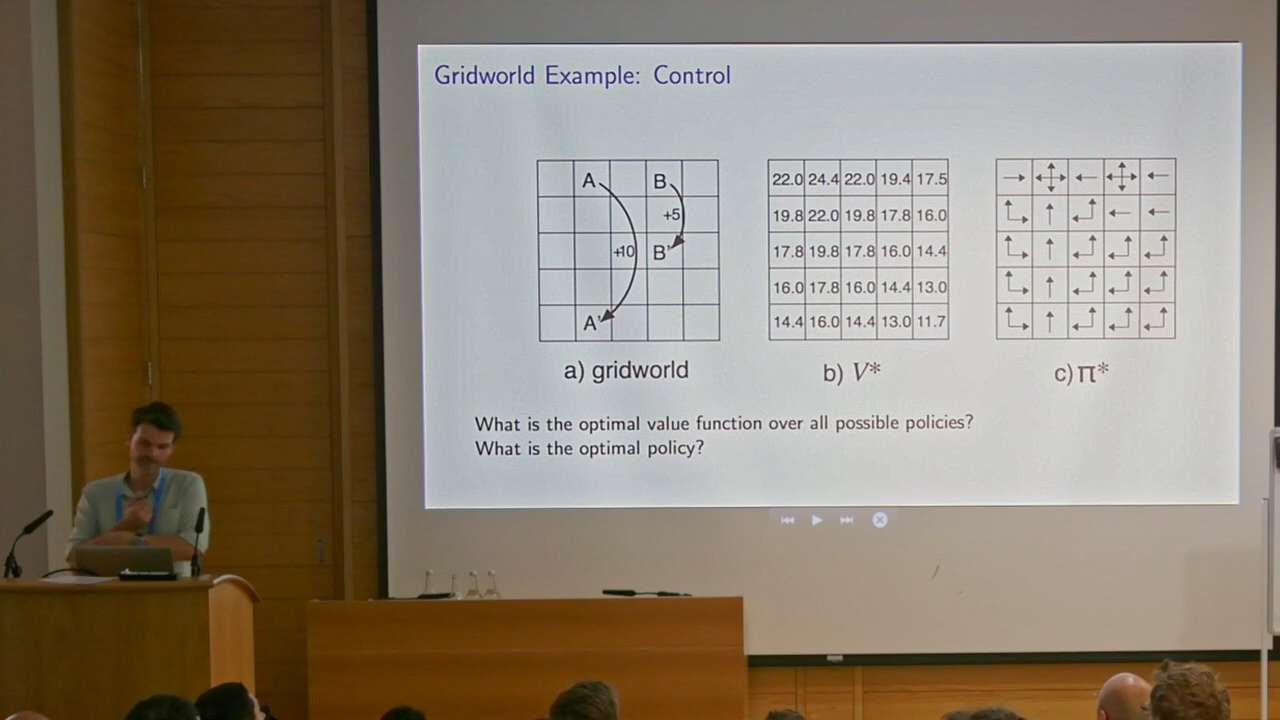 Gridworld Example: Control
A B
+5
+10 B'
A'
a) gridworld
22.0 24.4 22.0 19.4 17.5
19.8 22.0 19.8 17.8 16.0
17.8 19.8 17.8 16.0 14.4
16.0 17.8 16.0 14.4 13.0
14.4 16.0 14.4 13.0 11.7
b) V*
c) π*
What is the optimal value function over all possible policies?
What is the optimal policy?